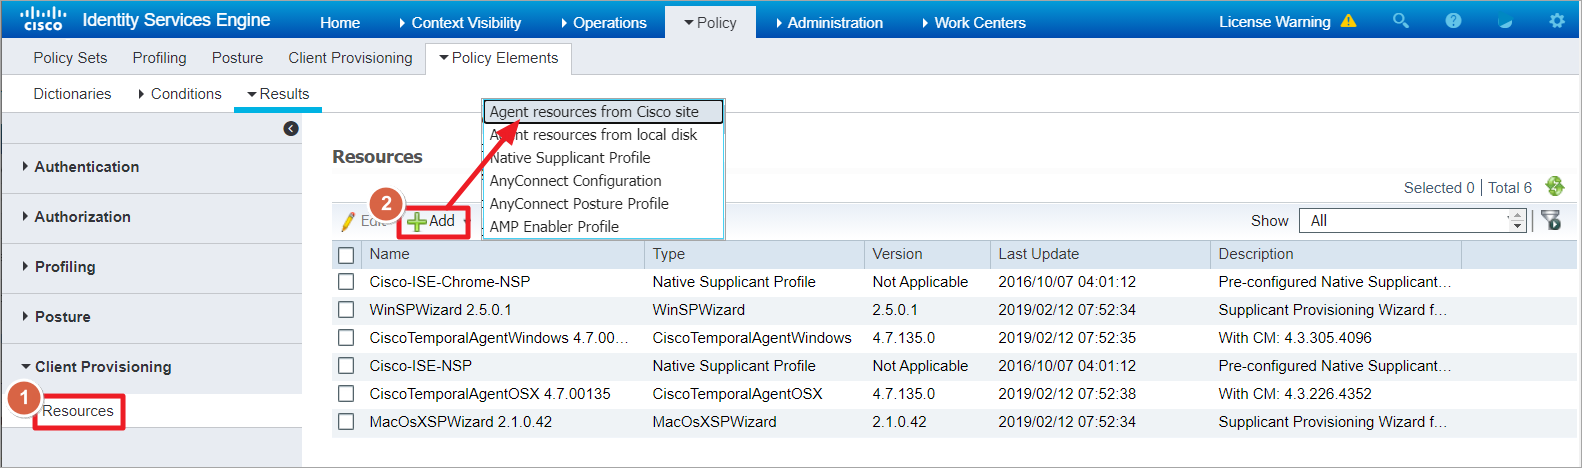 cisco Identity Services Engine Home Context Visibility Operations Policy Administration Work Centers License Warning
Policy Sets Profiling Posture Client Provisioning Policy Elements
Dictionaries Conditions Results
Authentication
Authorization
Profiling
Posture
Client Provisioning
1 Resources
Resources
Selected 0 | Total 6
2
Add
Show All
Agent resources from Cisco site
Agent resources from local disk
Native Supplicant Profile
AnyConnect Configuration
AnyConnect Posture Profile
AMP Enabler Profile
Name Type Version Last Update Description
Cisco-ISE-Chrome-NSP Native Supplicant Profile Not Applicable 2016/10/07 04:01:12 Pre-configured Native Supplicant...
WinSPWizard 2.5.0.1 WinSPWizard 2.5.0.1 2019/02/12 07:52:34 Supplicant Provisioning Wizard f...
CiscoTemporalAgentWindows 4.7.00... CiscoTemporalAgentWindows 4.7.135.0 2019/02/12 07:52:35 With CM: 4.3.305.4096
Cisco-ISE-NSP Native Supplicant Profile Not Applicable 2016/10/07 04:01:12 Pre-configured Native Supplicant...
CiscoTemporalAgentOSX 4.7.00135 CiscoTemporalAgentOSX 4.7.135.0 2019/02/12 07:52:38 With CM: 4.3.226.4352
MacOsXSPWizard 2.1.0.42 MacOsXSPWizard 2.1.0.42 2019/02/12 07:52:34 Supplicant Provisioning Wizard f...